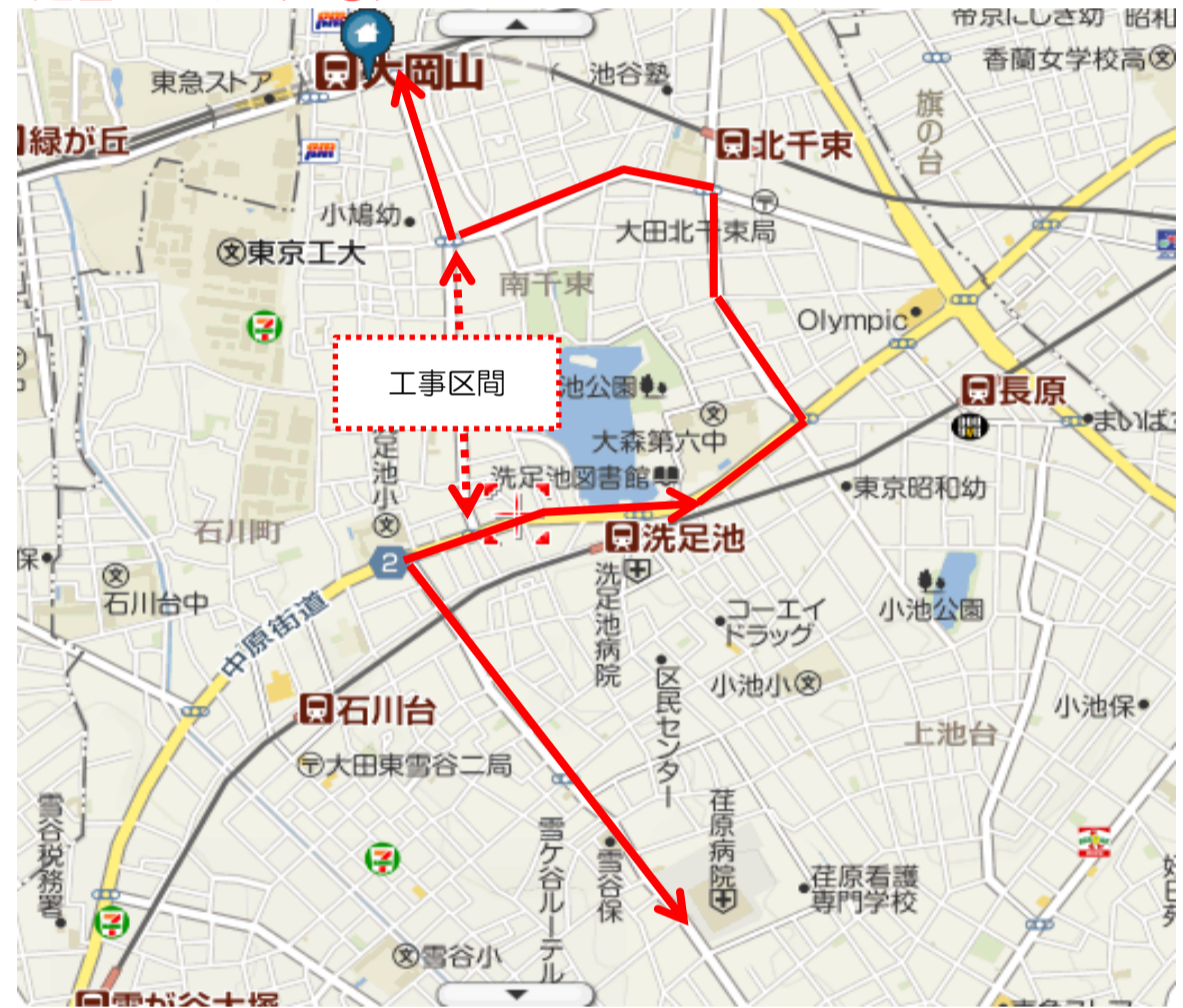 帝京にしき幼 昭和
香蘭女学校高文
東急ストア
大岡山
池谷塾
旗の台
緑が丘
北千束
小鳩幼
大田北千束局
文東京工大
南千束
Olympic
工事区間
池公園
長原
まいば
大森第六中
足池小
洗足池図書館
東京昭和幼
石川町
洗足池
保
2
石川台中
洗足池病院
コーエイドラッグ
小池公園
中原街道
区民センター
小池小文
石川台
小池保
上池台
大田東雪谷二局
雪谷税務署
荏原病院
雪ケ谷ルーテル
雪谷保
荏原看護専門学校
文雪谷小
雪が谷大塚